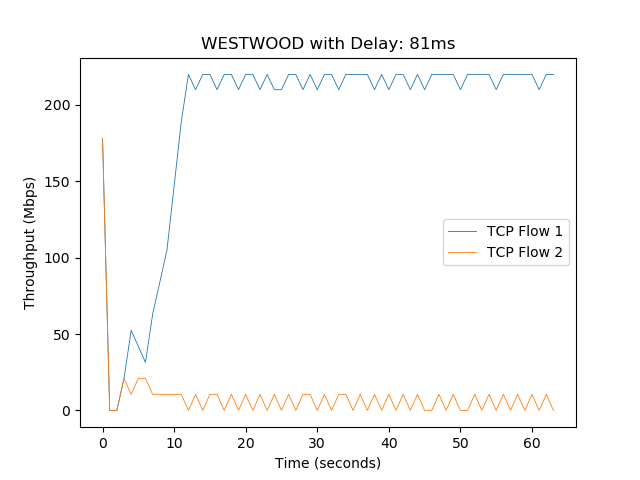 WESTWOOD with Delay: 81ms
Throughput (Mbps)
200
150
100
50
0
TCP Flow 1
TCP Flow 2
0 10 20 30 40 50 60
Time (seconds)